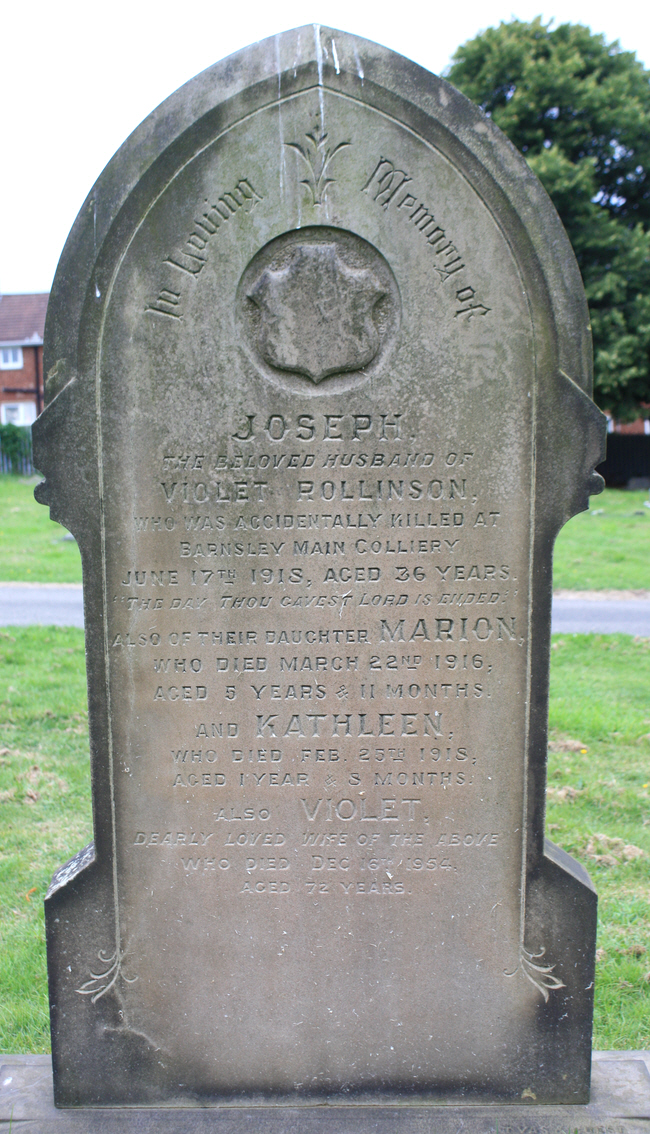 In Loving Memory of
JOSEPH.
THE BELOVED HUSBAND OF
VIOLET ROLLINSON,
WHO WAS ACCIDENTALLY KILLED AT
BARNSLEY MAIN COLLIERY
JUNE 17TH 1918, AGED 36 YEARS.
"THE DAY THOU GAVEST LORD IS ENDED."
ALSO OF THEIR DAUGHTER MARION,
WHO DIED MARCH 22ND 1916,
AGED 5 YEARS & 11 MONTHS.
AND KATHLEEN,
WHO DIED FEB. 25TH 1918,
AGED 1 YEAR & 8 MONTHS.
ALSO VIOLET,
DEARLY LOVED WIFE OF THE ABOVE
WHO DIED DEC 16TH 1954,
AGED 72 YEARS.